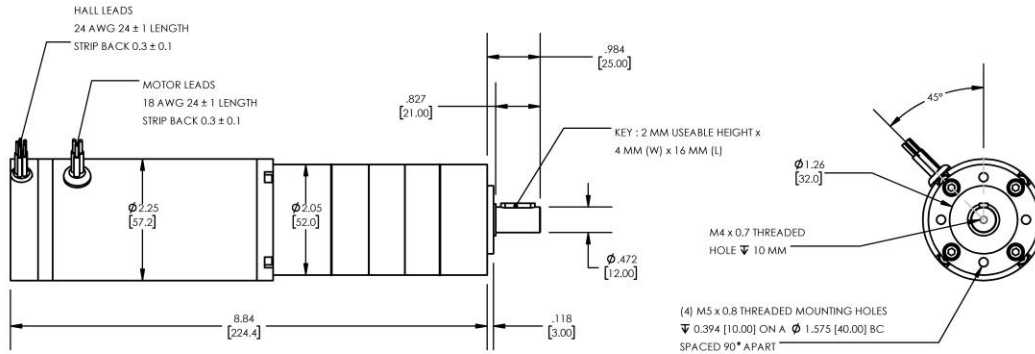 HALL LEADS
24 AWG 24 ± 1 LENGTH
STRIP BACK 0.3 ± 0.1
MOTOR LEADS
18 AWG 24 ± 1 LENGTH
STRIP BACK 0.3 ± 0.1
.984
[25.00]
.827
[21.00]
KEY : 2 MM USEABLE HEIGHT x
4 MM (W) x 16 MM (L)
Ø2.25
[57.2]
Ø2.05
[52.0]
Ø.472
[12.00]
8.84
[224.4]
.118
[3.00]
45°
Ø1.26
[32.0]
M4 x 0.7 THREADED
HOLE ↧ 10 MM
(4) M5 x 0.8 THREADED MOUNTING HOLES
↧ 0.394 [10.00] ON A Ø 1.575 [40.00] BC
SPACED 90° APART